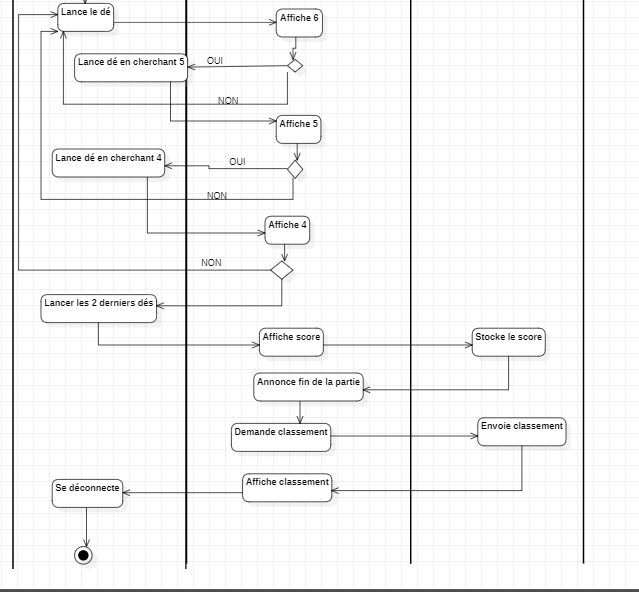 Lance le dé
Affiche 6
OUI
Lance dé en cherchant 5
NON
Affiche 5
OUI
Lance dé en cherchant 4
NON
Affiche 4
NON
Lancer les 2 derniers dés
Affiche score
Stocke le score
Annonce fin de la partie
Demande classement
Envoie classement
Affiche classement
Se déconnecte